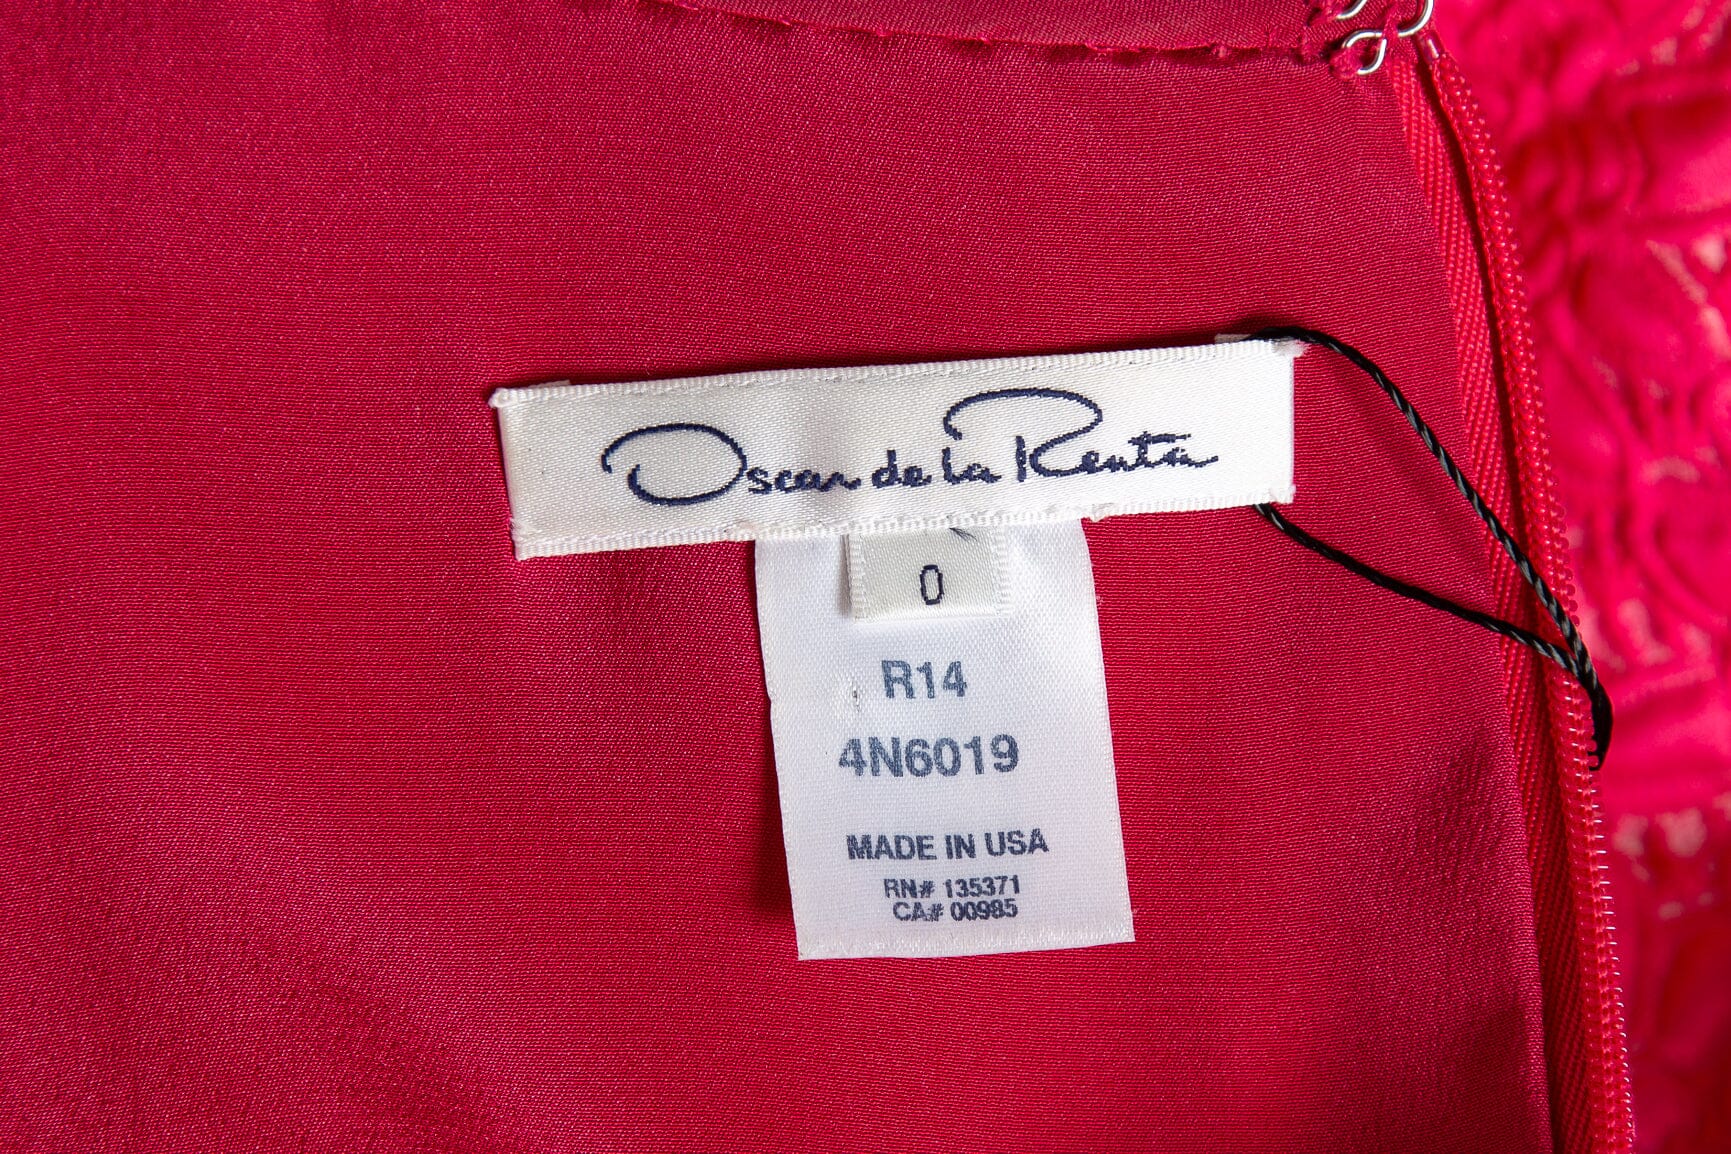 Oscar de la Renta
0
R14
4N6019
MADE IN USA
RN# 135371
CA# 00985